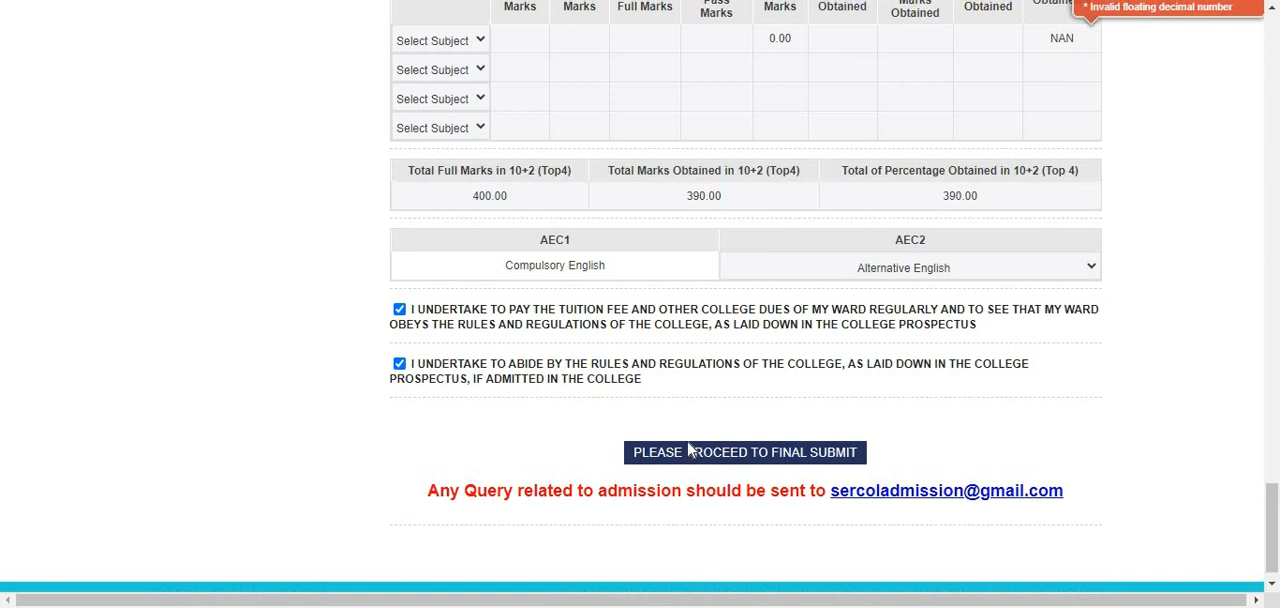 * Invalid floating decimal number
Marks Marks Full Marks Pass Marks Marks Obtained Marks Obtained Obtained
Select Subject 0.00 NAN
Select Subject
Select Subject
Select Subject
Total Full Marks in 10+2 (Top4) Total Marks Obtained in 10+2 (Top4) Total of Percentage Obtained in 10+2 (Top 4)
400.00 390.00 390.00
AEC1 AEC2
Compulsory English Alternative English
I UNDERTAKE TO PAY THE TUITION FEE AND OTHER COLLEGE DUES OF MY WARD REGULARLY AND TO SEE THAT MY WARD
OBEYS THE RULES AND REGULATIONS OF THE COLLEGE, AS LAID DOWN IN THE COLLEGE PROSPECTUS
I UNDERTAKE TO ABIDE BY THE RULES AND REGULATIONS OF THE COLLEGE, AS LAID DOWN IN THE COLLEGE
PROSPECTUS, IF ADMITTED IN THE COLLEGE
PLEASE PROCEED TO FINAL SUBMIT
Any Query related to admission should be sent to sercoladmission@gmail.com